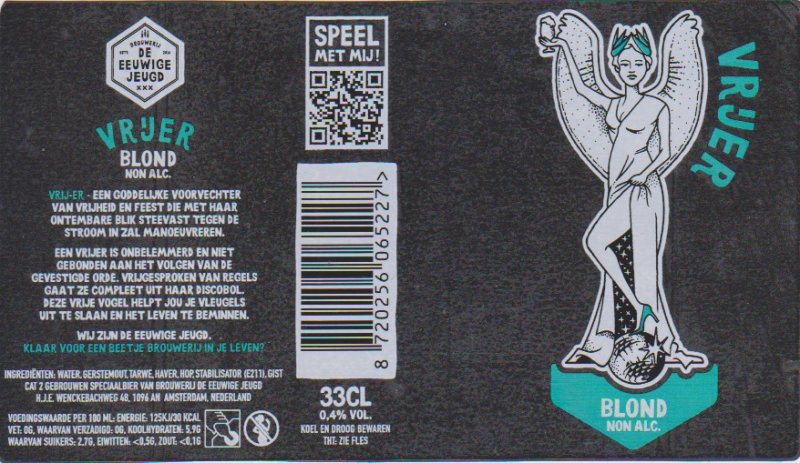 BROUWERIJ
DE
EEUWIGE
JEUGD
XXX
VRIJER
BLOND
NON ALC.
VRIJ-ER - EEN GODDELIJKE VOORVECHTER
VAN VRIJHEID EN FEEST DIE MET HAAR
ONTEMBARE BLIK STEEVAST TEGEN DE
STROOM IN ZAL MANOEUVREREN.
EEN VRIJER IS ONBELEMMERD EN NIET
GEBONDEN AAN HET VOLGEN VAN DE
GEVESTIGDE ORDE. VRIJGESPROKEN VAN REGELS
GAAT ZE COMPLEET UIT HAAR DISCOBOL.
DEZE VRIJE VOGEL HELPT JOU JE VLEUGELS
UIT TE SLAAN EN HET LEVEN TE BEMINNEN.
WIJ ZIJN DE EEUWIGE JEUGD.
KLAAR VOOR EEN BEETJE BROUWERIJ IN JE LEVEN?
INGREDIËNTEN: WATER, GERSTEMOUT, TARWE, HAVER, HOP, STABILISATOR (E211), GIST
CAT 2 GEBROUWEN SPECIAALBIER VAN BROUWERIJ DE EEUWIGE JEUGD
H.J.E. WENCKEBACHWEG 48, 1096 AN AMSTERDAM, NEDERLAND
VOEDINGSWAARDE PER 100 ML: ENERGIE: 125KJ/30 KCAL
VET: 0G, WAARVAN VERZADIGD: 0G, KOOLHYDRATEN: 5,9G
WAARVAN SUIKERS: 2,7G, EIWITTEN: <0,5G, ZOUT: <0,1G
SPEEL
MET MIJ!
8 720256 065227 >
33CL
0,4% VOL.
KOEL EN DROOG BEWAREN
THT: ZIE FLES
VRIJER
BLOND
NON ALC.